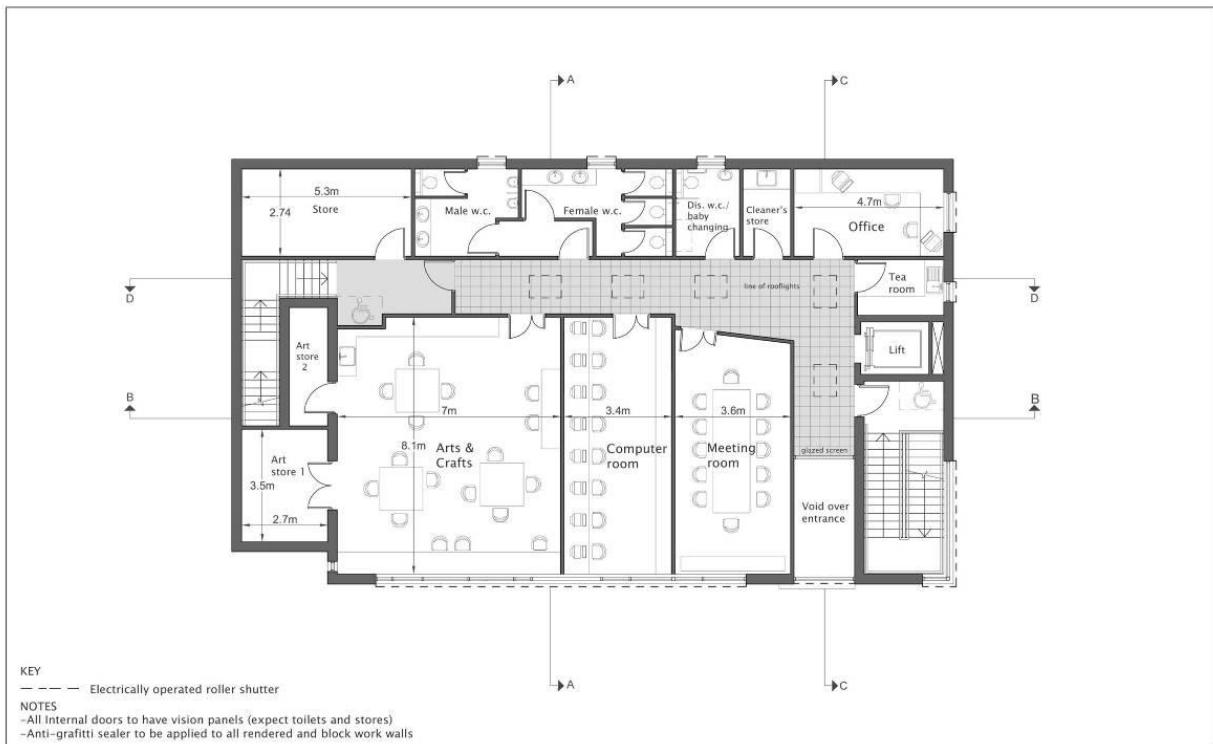 A
C
5.3m
2.74
Store
Male w.c.
Female w.c.
Dis. w.c./
baby
changing
Cleaner's
store
4.7m
Office
D
line of rooflights
Tea
room
D
Art
store
2
Lift
B
7m
3.4m
3.6m
B
8.1m
Arts &
Crafts
Computer
room
Meeting
room
glazed screen
Art
store 1
3.5m
2.7m
Void over
entrance
A
C
KEY
Electrically operated roller shutter
NOTES
-All Internal doors to have vision panels (expect toilets and stores)
-Anti-grafitti sealer to be applied to all rendered and block work walls